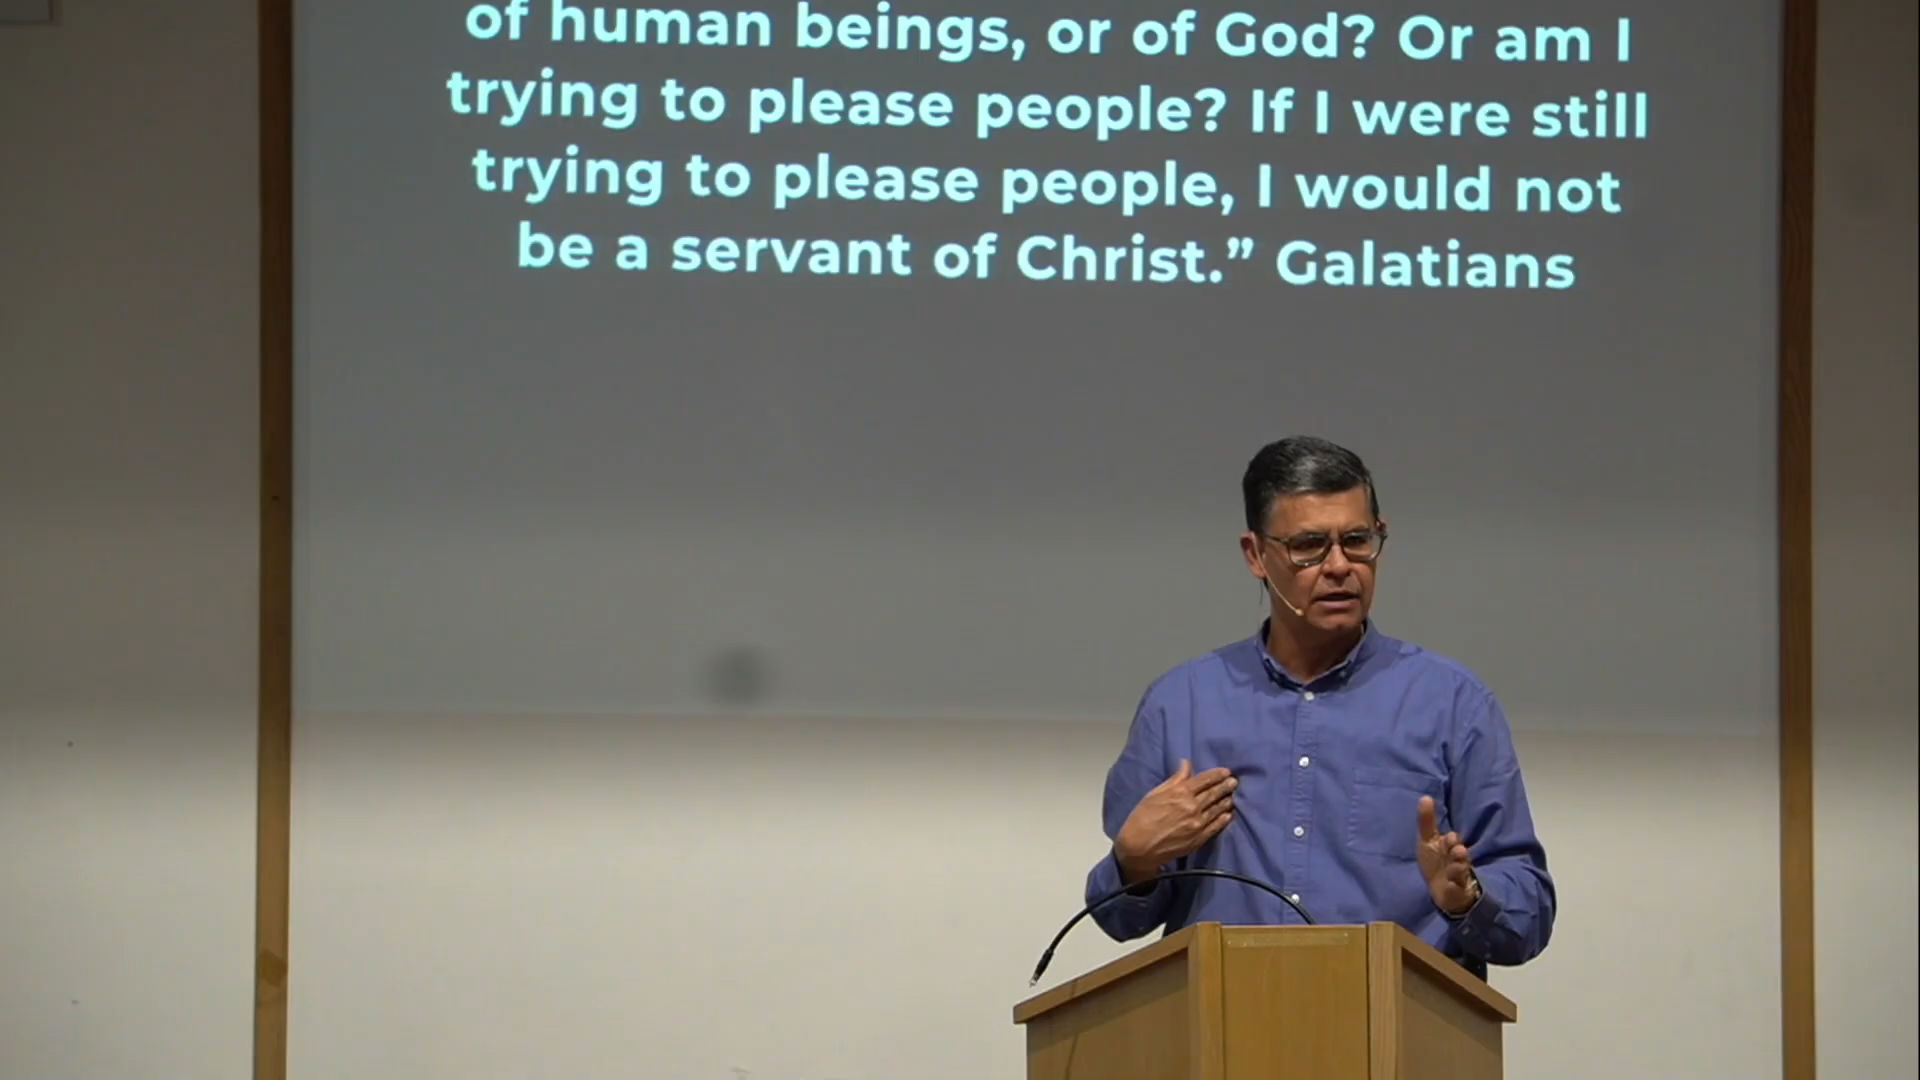 of human beings, or of God? Or am I
trying to please people? If I were still
trying to please people, I would not
be a servant of Christ.” Galatians